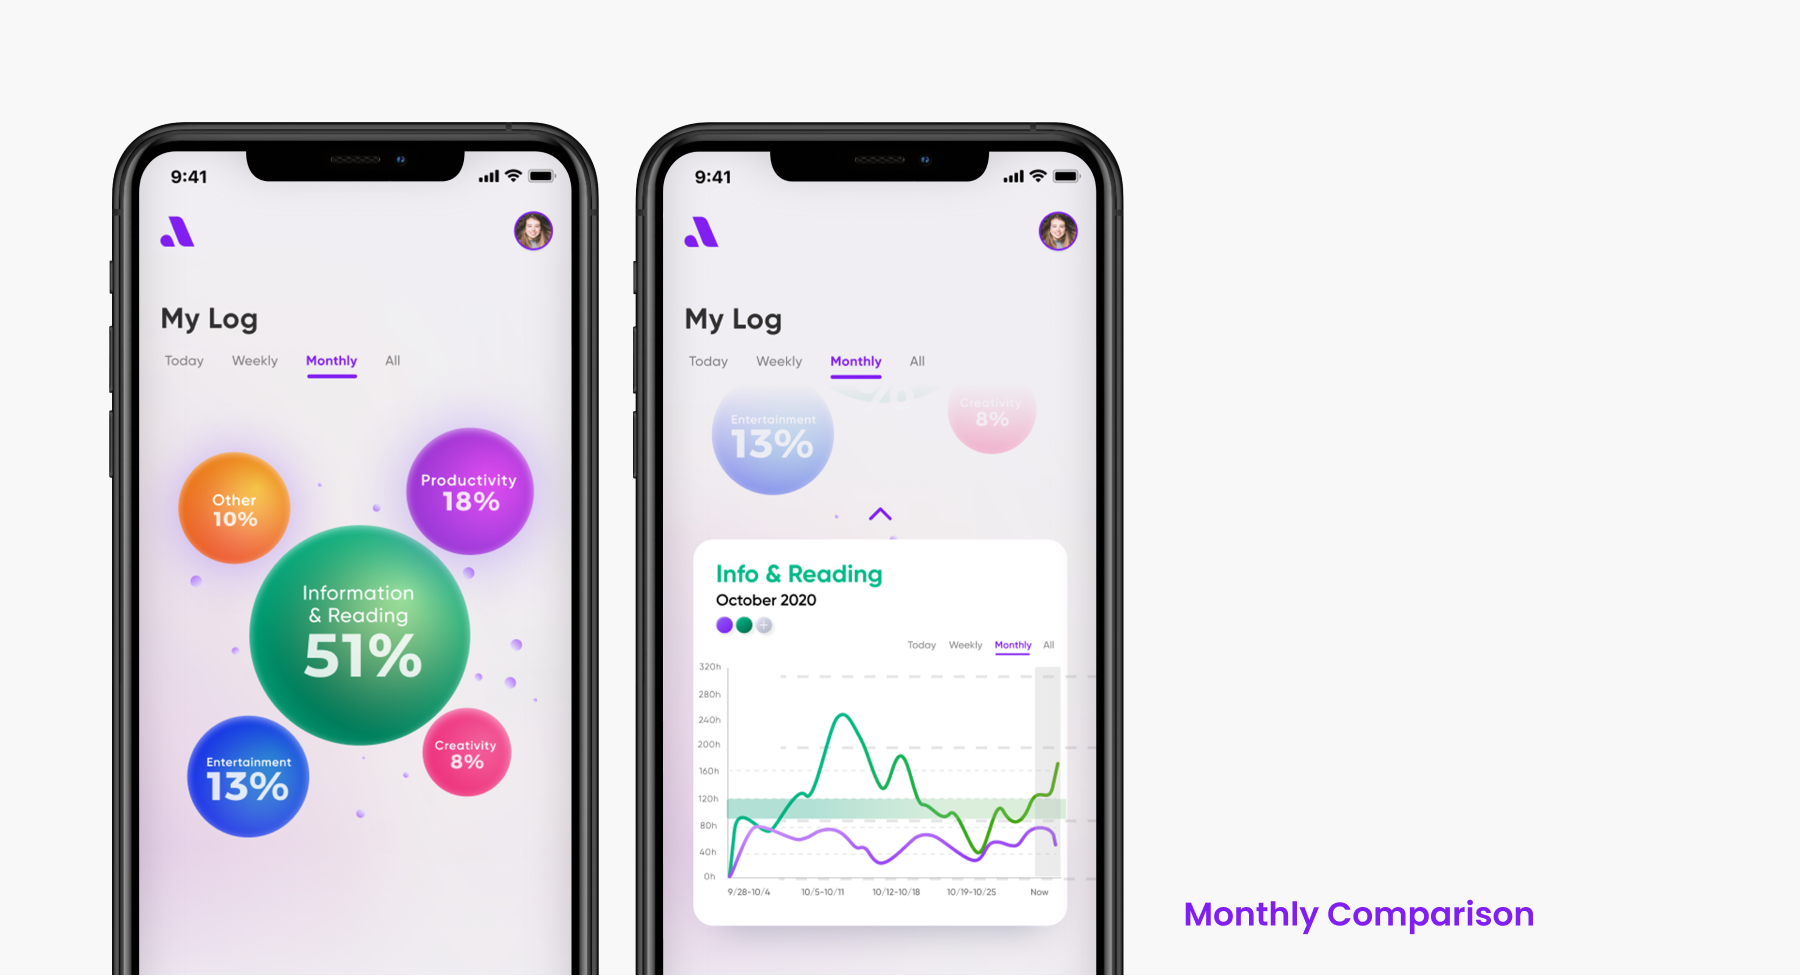 9:41
My Log
Today Weekly Monthly All
Other
10%
Productivity
18%
Information
& Reading
51%
Entertainment
13%
Creativity
8%
9:41
My Log
Today Weekly Monthly All
Entertainment
13%
Creativity
8%
Info & Reading
October 2020
Today Weekly Monthly All
320h
280h
240h
200h
160h
120h
80h
40h
0h
9/28-10/4 10/5-10/11 10/12-10/18 10/19-10/25 Now
Monthly Comparison